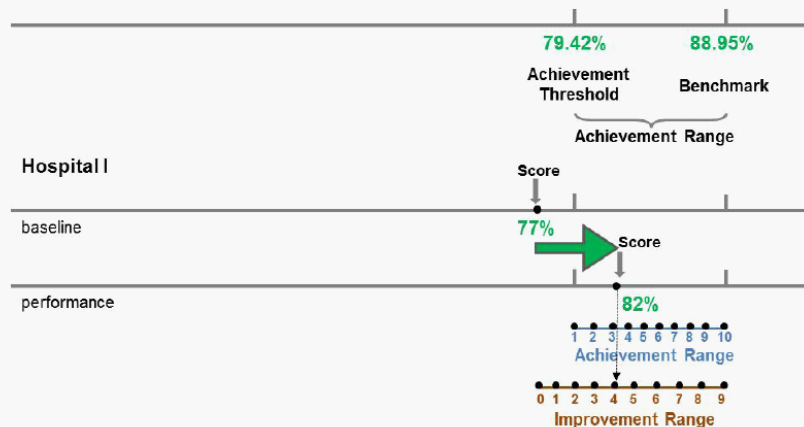 79.42% 88.95%
Achievement Threshold Benchmark
Achievement Range
Hospital I
Score
baseline
77%
Score
performance
82%
1 2 3 4 5 6 7 8 9 10
Achievement Range
0 1 2 3 4 5 6 7 8 9
Improvement Range